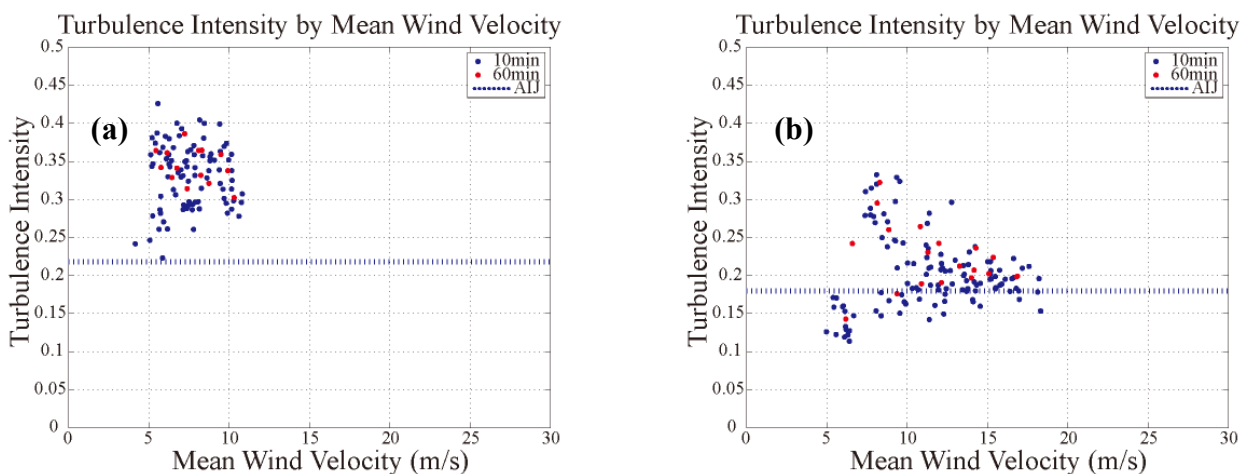 Turbulence Intensity by Mean Wind Velocity
0.5
0.45
0.4
0.35
0.3
0.25
0.2
0.15
0.1
0.05
0
Turbulence Intensity
(a)
10min
60min
AIJ
0 5 10 15 20 25 30
Mean Wind Velocity (m/s)
Turbulence Intensity by Mean Wind Velocity
0.5
0.45
0.4
0.35
0.3
0.25
0.2
0.15
0.1
0.05
0
Turbulence Intensity
(b)
10min
60min
AIJ
0 5 10 15 20 25 30
Mean Wind Velocity (m/s)